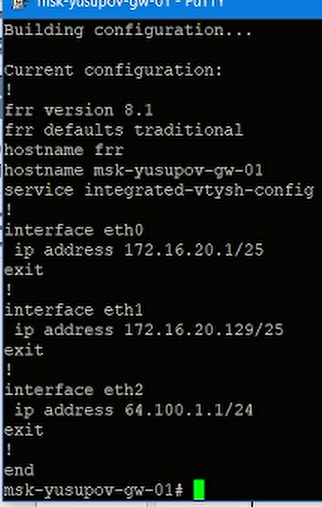 msk-yusupov-gw-01 - PuTTY
Building configuration...
Current configuration:
!
frr version 8.1
frr defaults traditional
hostname frr
hostname msk-yusupov-gw-01
service integrated-vtysh-config
!
interface eth0
ip address 172.16.20.1/25
exit
!
interface eth1
ip address 172.16.20.129/25
exit
!
interface eth2
ip address 64.100.1.1/24
exit
!
end
msk-yusupov-gw-01#